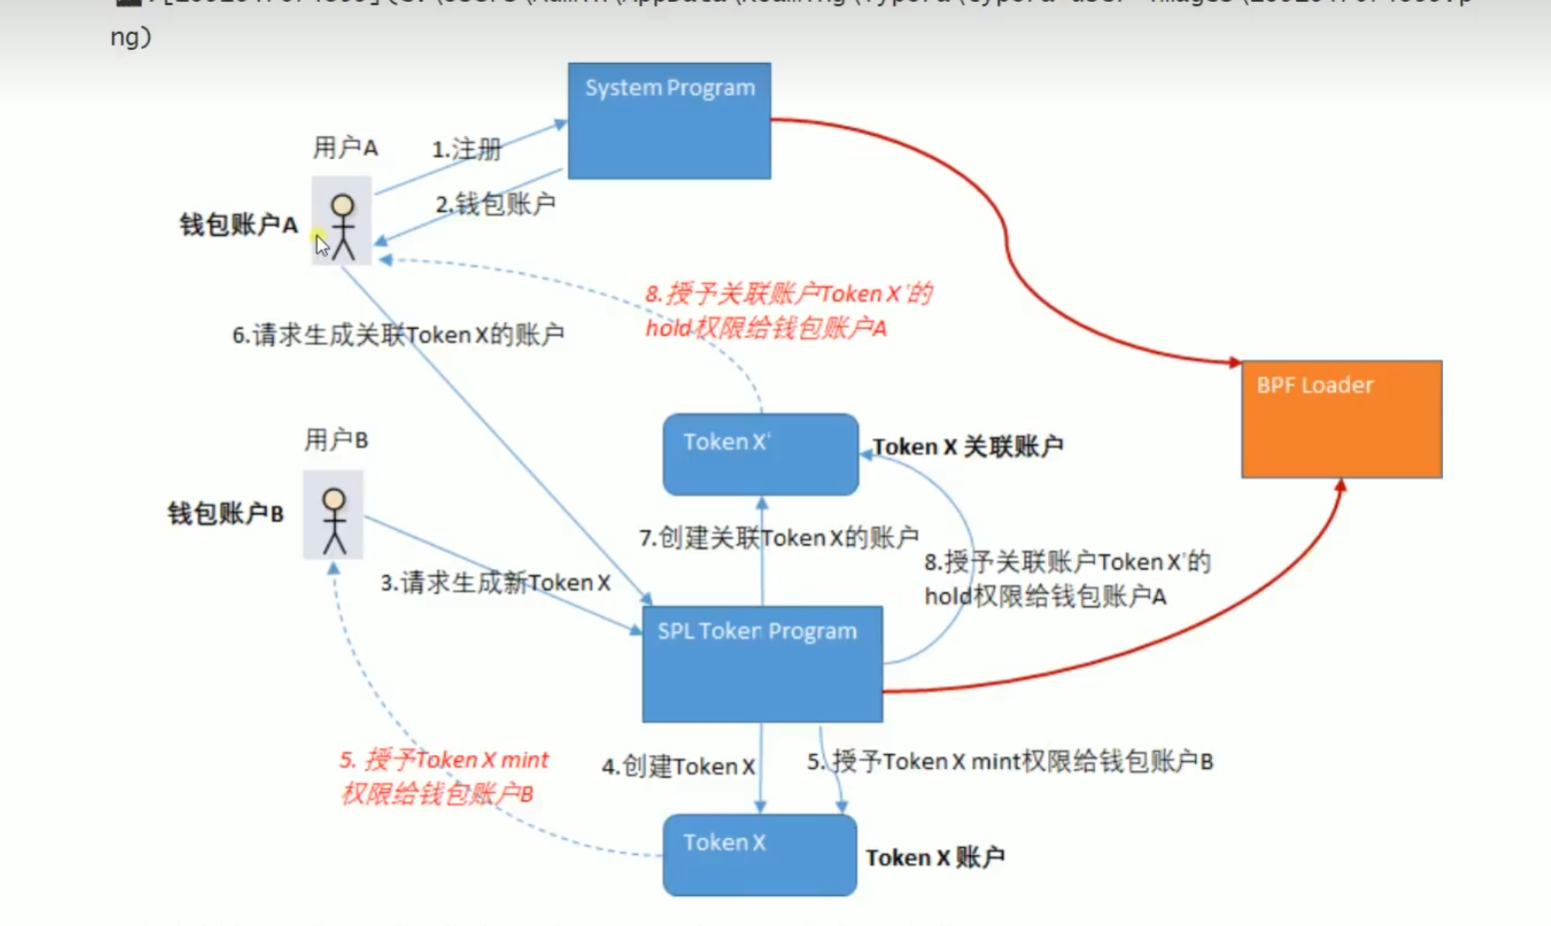 ng)
System Program
用户A
1.注册
2.钱包账户
钱包账户A
8.授予关联账户Token X'的
hold权限给钱包账户A
6.请求生成关联Token X的账户
BPF Loader
用户B
Token X'
Token X 关联账户
钱包账户B
7.创建关联Token X的账户
8.授予关联账户Token X'的
hold权限给钱包账户A
3.请求生成新Token X
SPL Token Program
5. 授予Token X mint
权限给钱包账户B
4.创建Token X
5. 授予Token X mint权限给钱包账户B
Token X
Token X 账户